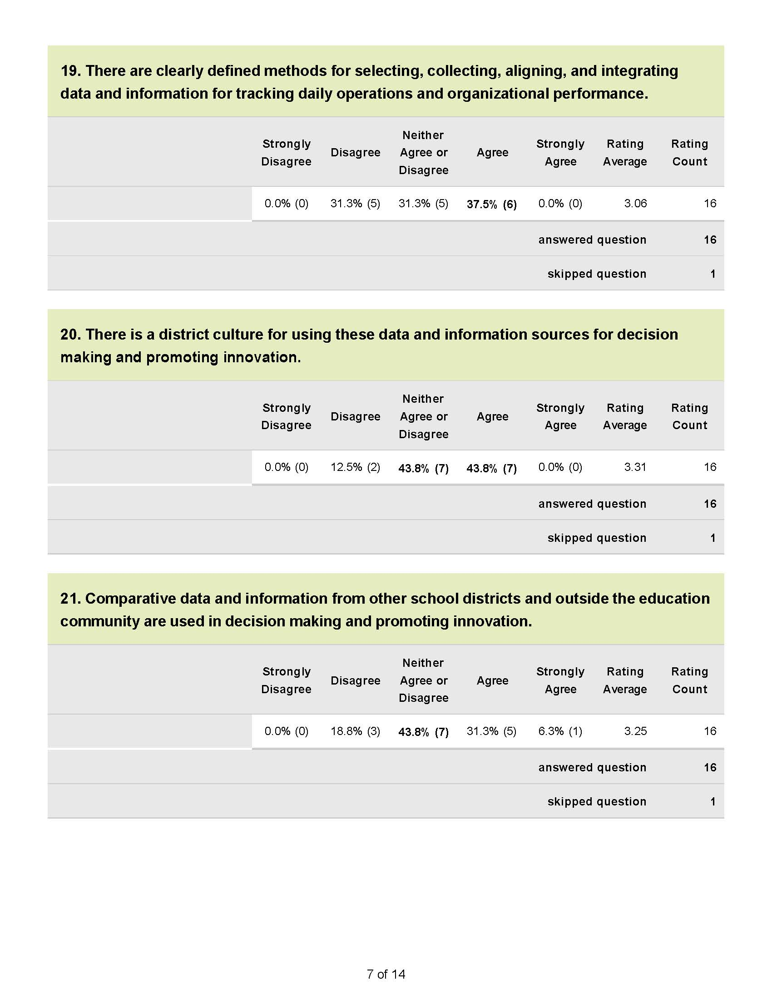 19. There are clearly defined methods for selecting, collecting, aligning, and integrating
data and information for tracking daily operations and organizational performance.
Strongly Disagree Disagree Neither Agree or Disagree Agree Strongly Agree Rating Average Rating Count
0.0% (0) 31.3% (5) 31.3% (5) 37.5% (6) 0.0% (0) 3.06 16
answered question 16
skipped question 1
20. There is a district culture for using these data and information sources for decision
making and promoting innovation.
Strongly Disagree Disagree Neither Agree or Disagree Agree Strongly Agree Rating Average Rating Count
0.0% (0) 12.5% (2) 43.8% (7) 43.8% (7) 0.0% (0) 3.31 16
answered question 16
skipped question 1
21. Comparative data and information from other school districts and outside the education
community are used in decision making and promoting innovation.
Strongly Disagree Disagree Neither Agree or Disagree Agree Strongly Agree Rating Average Rating Count
0.0% (0) 18.8% (3) 43.8% (7) 31.3% (5) 6.3% (1) 3.25 16
answered question 16
skipped question 1
7 of 14